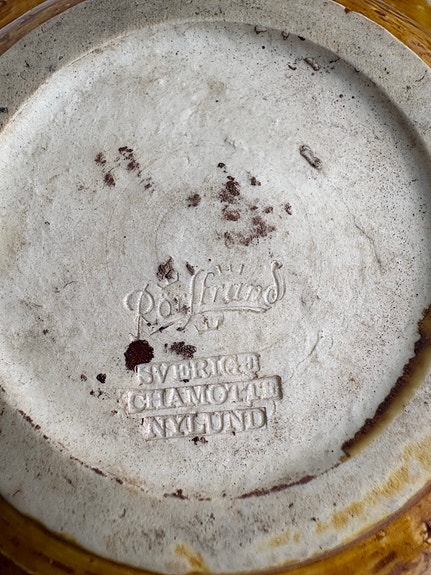 Rörstrand
SVERIGE
CHAMOTTE
NYLUND